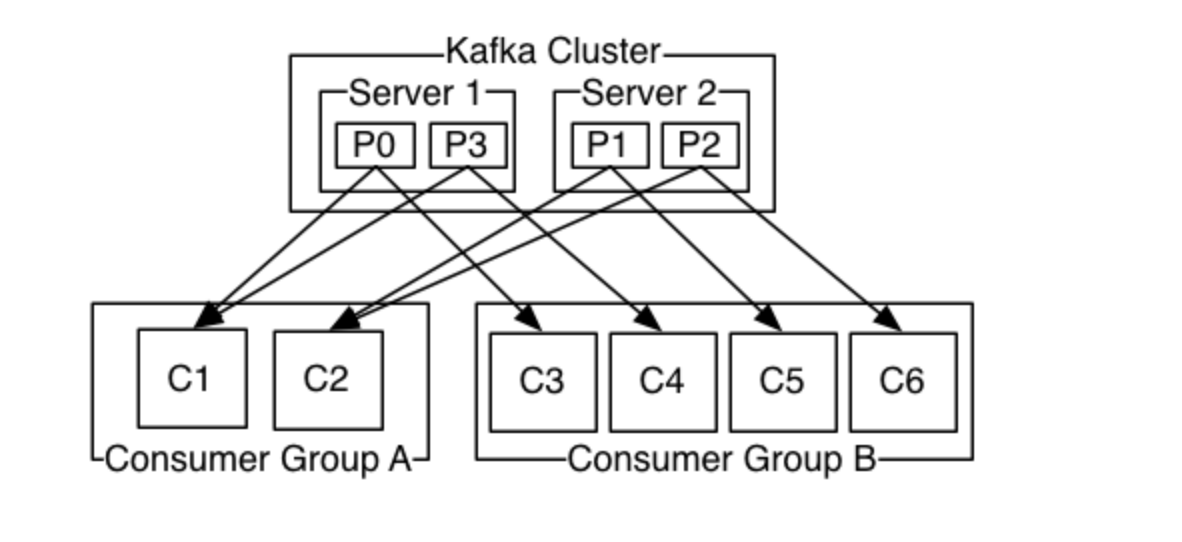 Kafka Cluster
Server 1 Server 2
P0 P3 P1 P2
C1 C2 C3 C4 C5 C6
Consumer Group A Consumer Group B